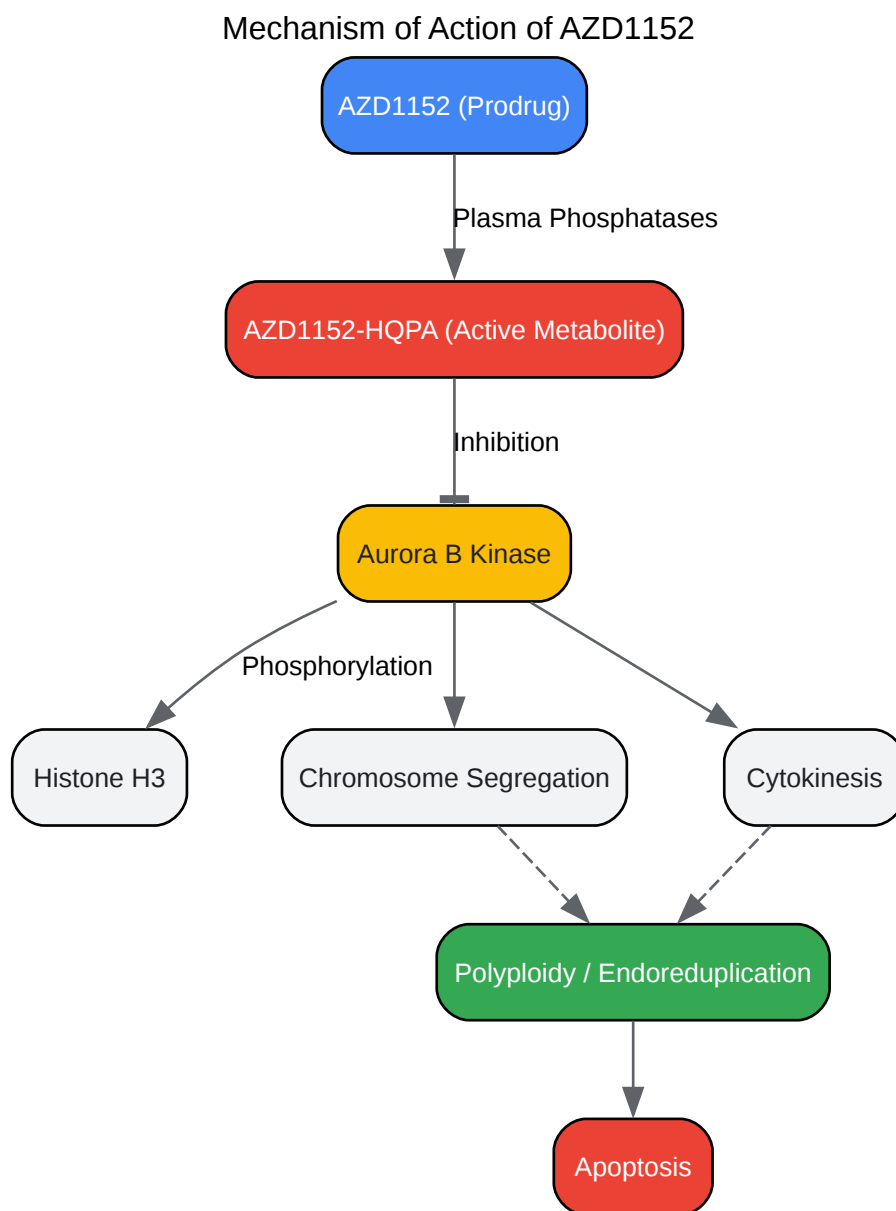 Mechanism of Action of AZD1152
AZD1152 (Prodrug)
Plasma Phosphatases
AZD1152-HQPA (Active Metabolite)
Inhibition
Aurora B Kinase
Phosphorylation
Histone H3
Chromosome Segregation
Cytokinesis
Polyploidy / Endoreduplication
Apoptosis